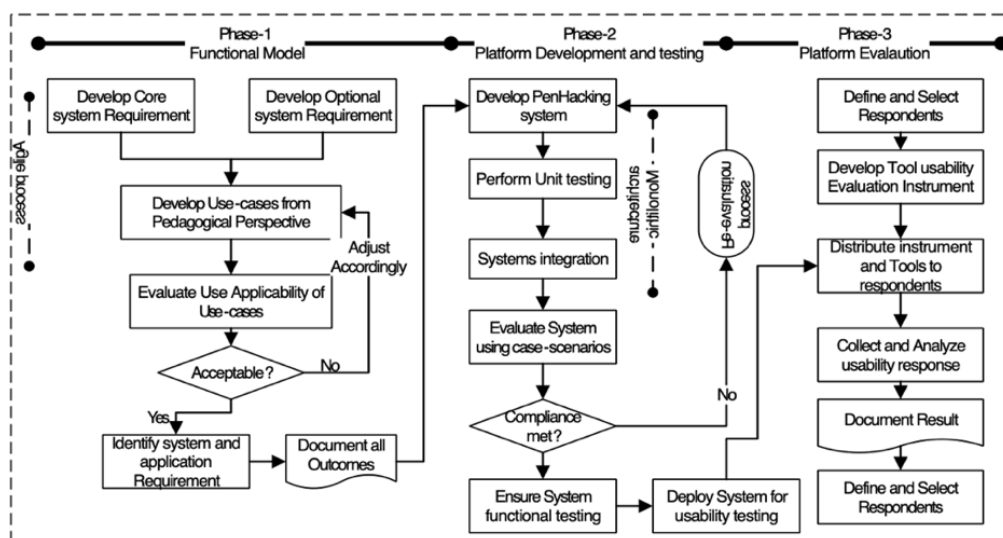 Phase-1
Functional Model
Phase-2
Platform Development and testing
Phase-3
Platform Evalaution
Agile process
Develop Core
system Requirement
Develop Optional
system Requirement
Develop Use-cases from
Pedagogical Perspective
Adjust
Accordingly
Evaluate Use Applicability of
Use-cases
Acceptable?
No
Yes
Identify system and
application
Requirement
Document all
Outcomes
Develop PenHacking
system
Perform Unit testing
Monolithic
architecture
Re-evaluation
process
Systems integration
Evaluate System
using case-scenarios
Compliance
met?
No
Ensure System
functional testing
Deploy System for
usability testing
Define and Select
Respondents
Develop Tool usability
Evaluation Instrument
Distribute instrument
and Tools to
respondents
Collect and Analyze
usability response
Document Result
Define and Select
Respondents